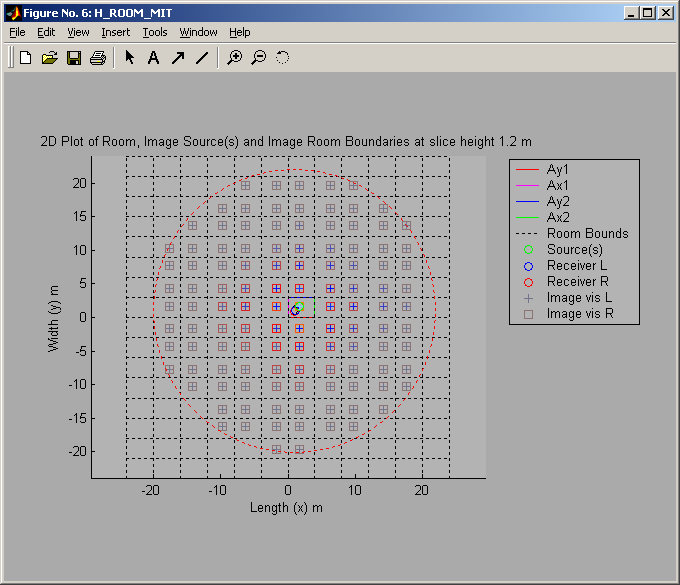 Figure No. 6: H_ROOM_MIT
File Edit View Insert Tools Window Help
A
2D Plot of Room, Image Source(s) and Image Room Boundaries at slice height 1.2 m
20
15
10
5
0
-5
-10
-15
-20
Width (y) m
-20 -10 0 10 20
Length (x) m
Ay1
Ax1
Ay2
Ax2
Room Bounds
Source(s)
Receiver L
Receiver R
Image vis L
Image vis R